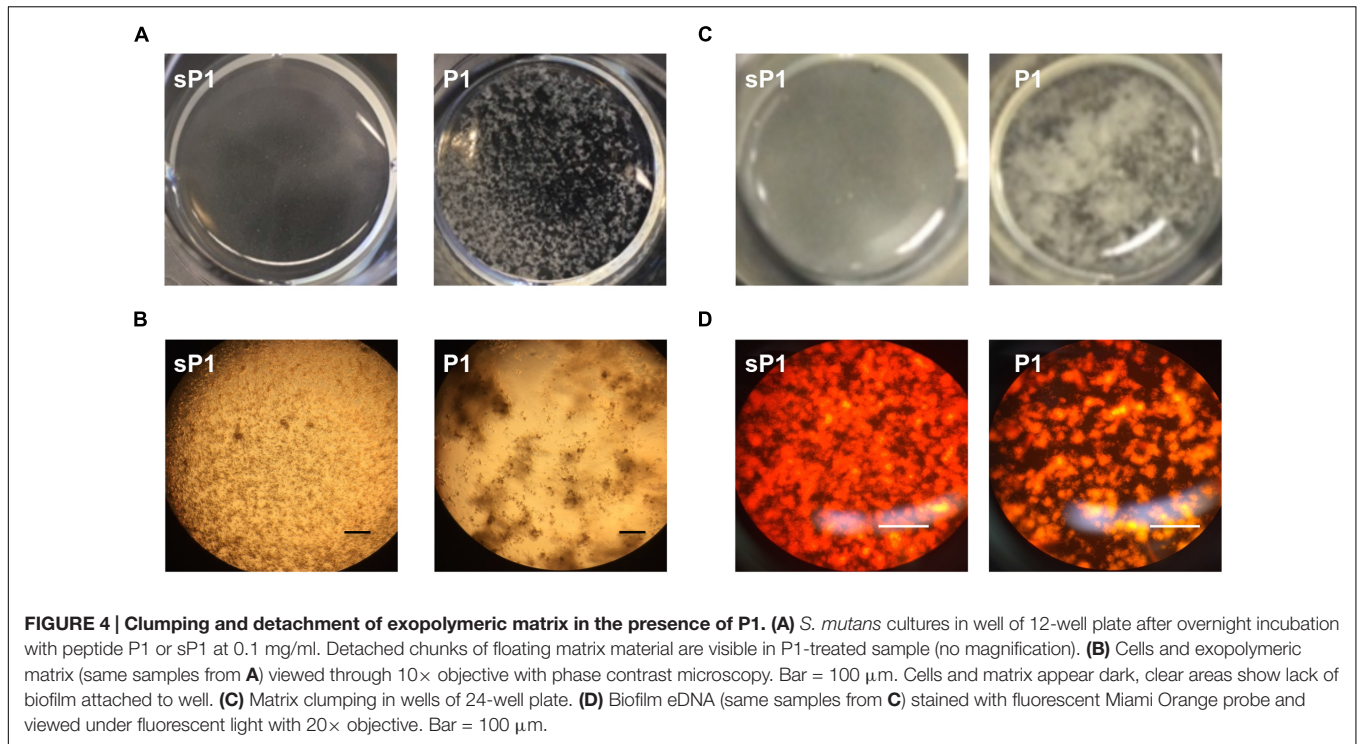 A
C
sP1
P1
sP1
P1
B
D
sP1
P1
sP1
P1
FIGURE 4 | Clumping and detachment of exopolymeric matrix in the presence of P1. (A) S. mutans cultures in well of 12-well plate after overnight incubation
with peptide P1 or sP1 at 0.1 mg/ml. Detached chunks of floating matrix material are visible in P1-treated sample (no magnification). (B) Cells and exopolymeric
matrix (same samples from A) viewed through 10× objective with phase contrast microscopy. Bar = 100 μm. Cells and matrix appear dark, clear areas show lack of
biofilm attached to well. (C) Matrix clumping in wells of 24-well plate. (D) Biofilm eDNA (same samples from C) stained with fluorescent Miami Orange probe and
viewed under fluorescent light with 20× objective. Bar = 100 μm.